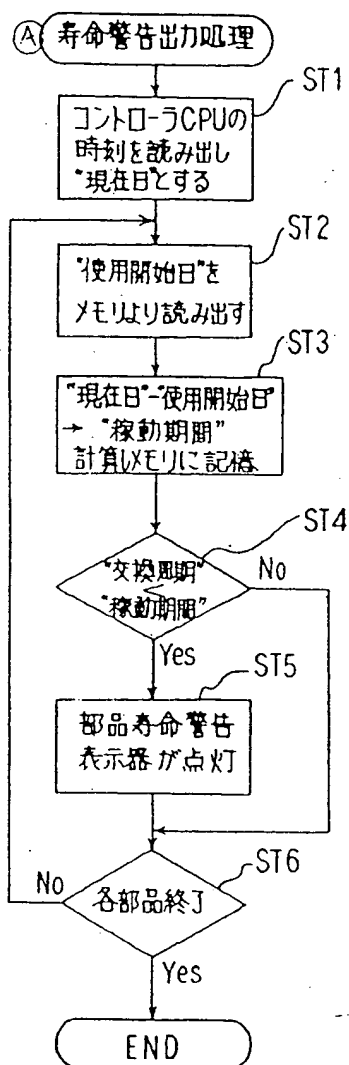 Ⓐ 寿命警告出力処理
ST1
コントローラCPUの
時刻を読み出し
"現在日"とする
ST2
"使用開始日"を
メモリより読み出す
ST3
"現在日"-"使用開始日"
→ "稼動期間"
計算しメモリに記憶
ST4
"交換周期"
<
"稼動期間"
No
Yes
ST5
部品寿命警告
表示器が点灯
ST6
No
各部品終了
Yes
END